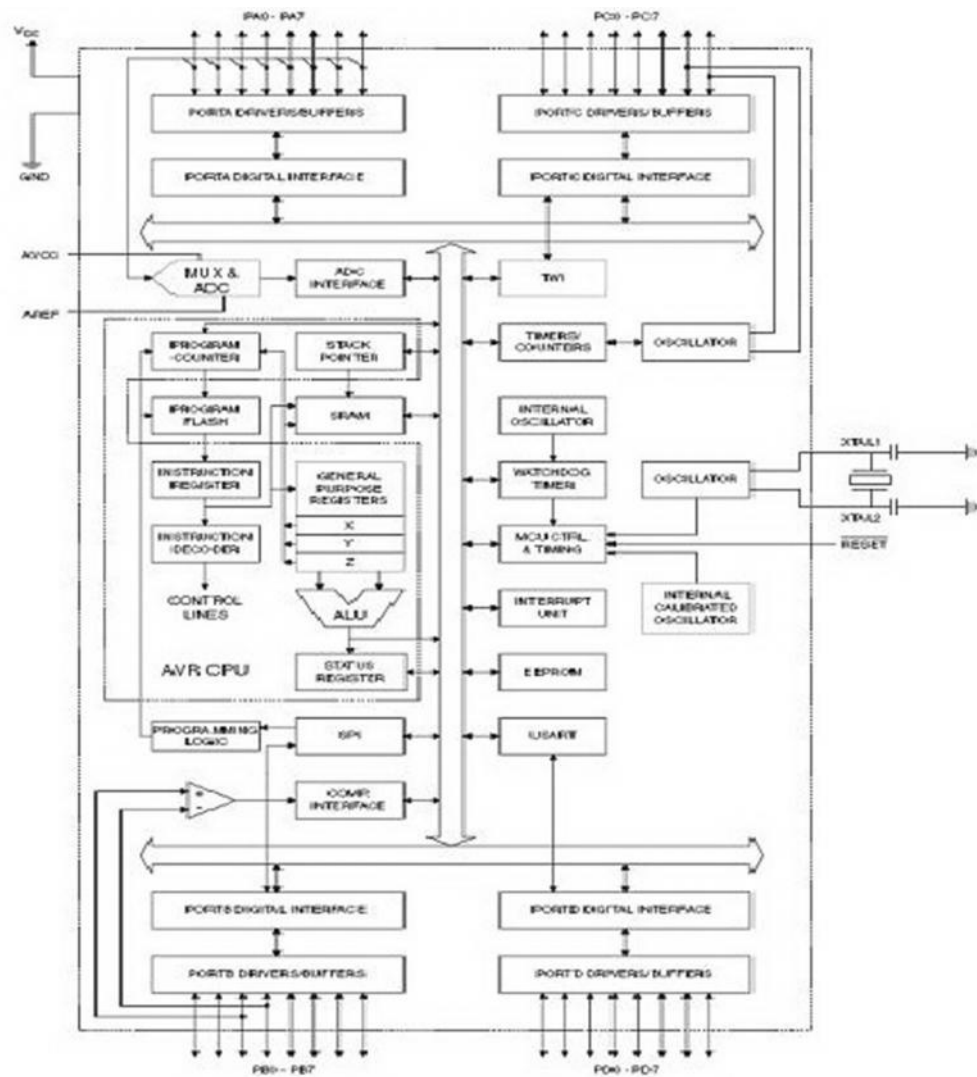 PA0 - PA7
PC0 - PC7
VCC
GND
PORTA DRIVERS/BUFFERS
PORTC DRIVERS/BUFFERS
PORTA DIGITAL INTERFACE
PORTC DIGITAL INTERFACE
AVCC
MUX &
ADC
ADC
INTERFACE
TWI
AREF
PROGRAM
COUNTER
STACK
POINTER
TIMERS/
COUNTERS
OSCILLATOR
PROGRAM
FLASH
SRAM
INTERNAL
OSCILLATOR
XTAL1
INSTRUCTION
REGISTER
GENERAL
PURPOSE
REGISTERS
WATCHDOG
TIMER
OSCILLATOR
X
XTAL2
INSTRUCTION
DECODER
Y
Z
MCU CTRL.
& TIMING
RESET
CONTROL
LINES
ALU
INTERRUPT
UNIT
INTERNAL
CALIBRATED
OSCILLATOR
AVR CPU
STATUS
REGISTER
EEPROM
PROGRAMMING
LOGIC
SPI
USART
+
-
COMP.
INTERFACE
PORTB DIGITAL INTERFACE
PORTD DIGITAL INTERFACE
PORTB DRIVERS/BUFFERS
PORTD DRIVERS/BUFFERS
PB0 - PB7
PD0 - PD7